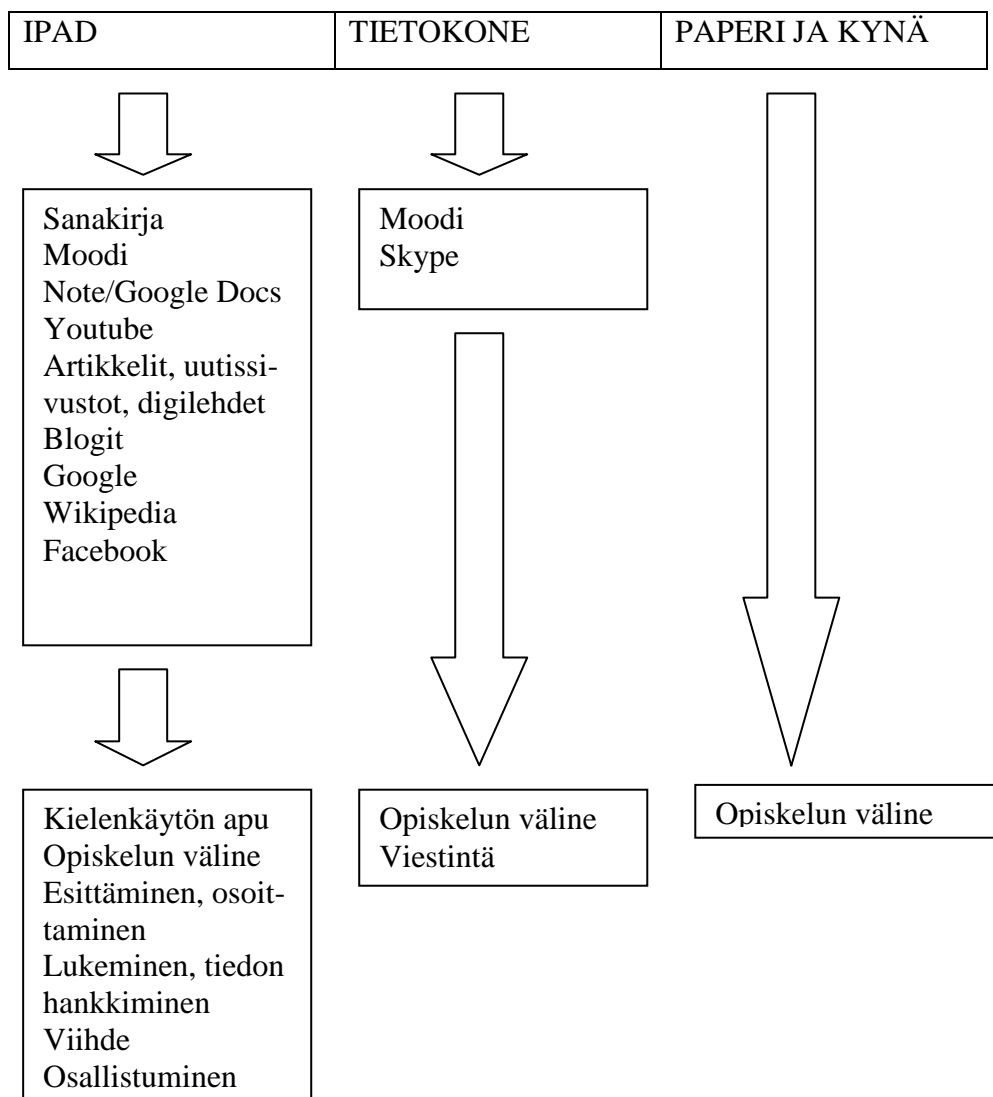 IPAD
TIETOKONE
PAPERI JA KYNÄ
Sanakirja
Moodi
Note/Google Docs
Youtube
Artikkelit, uutissi-
vustot, digilehdet
Blogit
Google
Wikipedia
Facebook
Moodi
Skype
Kielenkäytön apu
Opiskelun väline
Esittäminen, osoit-
taminen
Lukeminen, tiedon
hankkiminen
Viihde
Osallistuminen
Opiskelun väline
Viestintä
Opiskelun väline